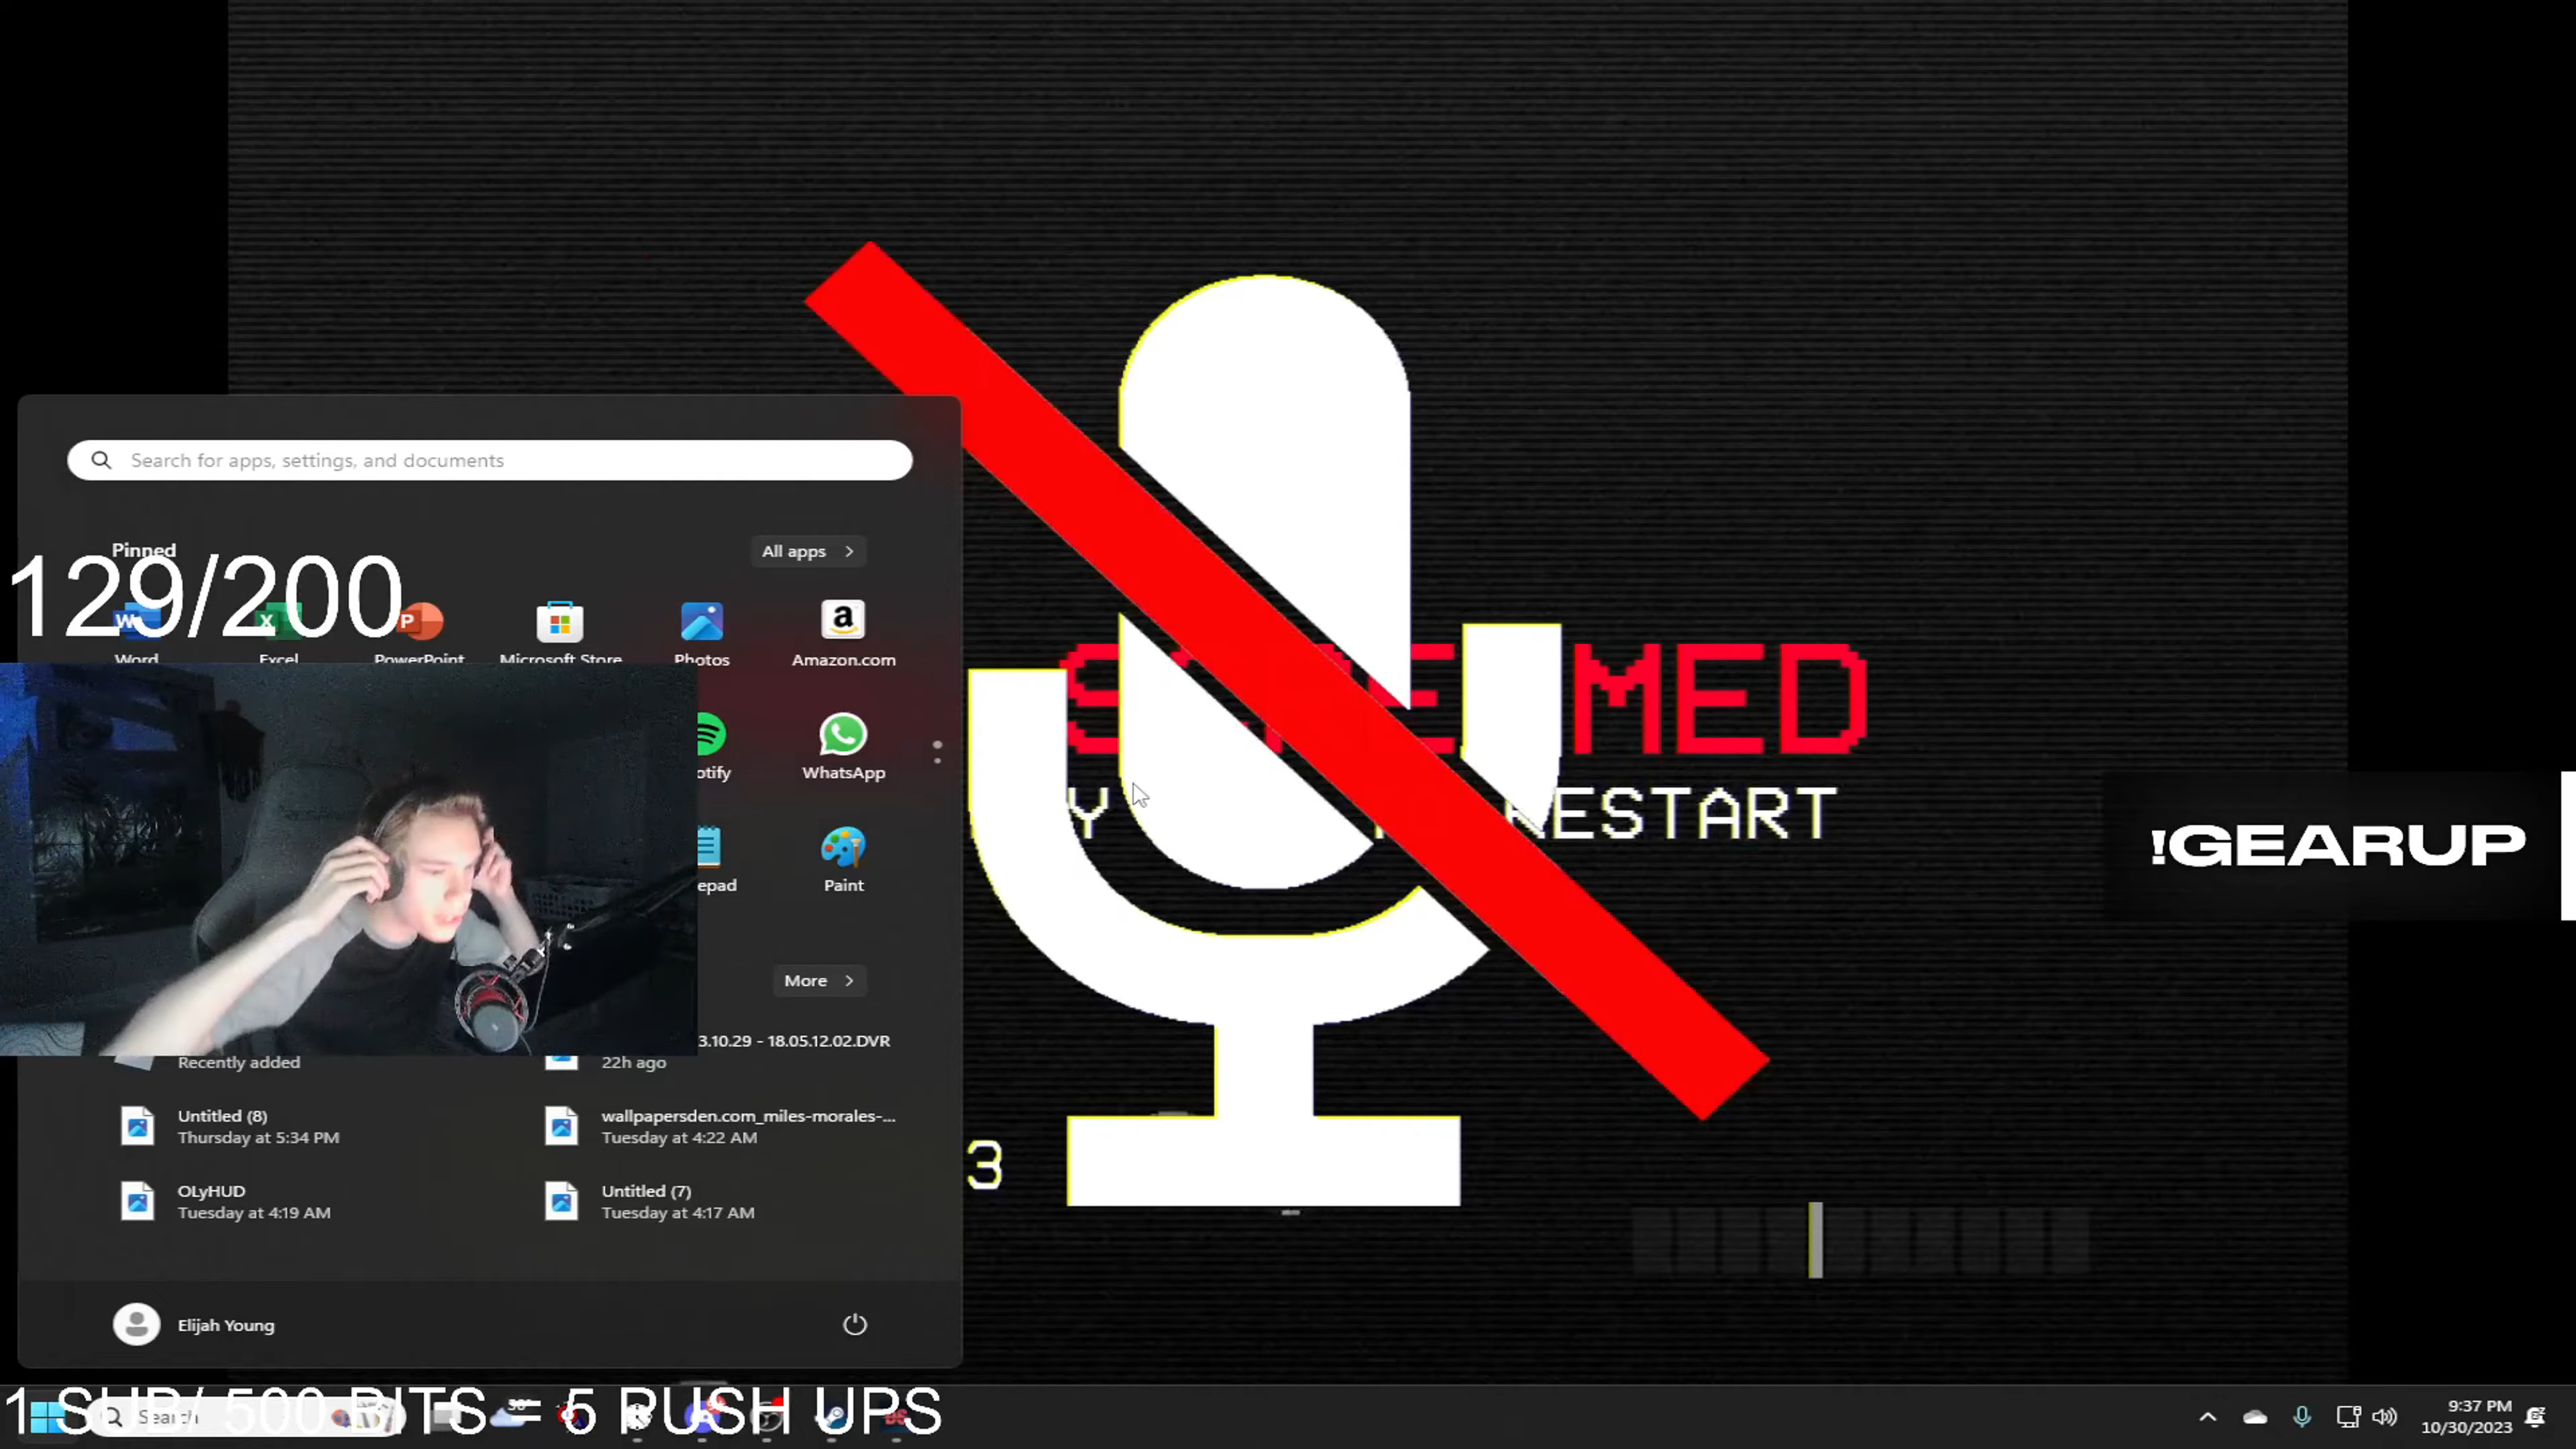 Search for apps, settings, and documents
Pinned
All apps
129/200
Word
Excel
PowerPoint
Microsoft Store
Photos
Amazon.com
MED
otify
WhatsApp
Y
ESTART
!GEARUP
epad
Paint
More
3.10.29 - 18.05.12.02.DVR
Recently added
22h ago
Untitled (8)
Thursday at 5:34 PM
wallpapersden.com_miles-morales-...
Tuesday at 4:22 AM
3
OLyHUD
Tuesday at 4:19 AM
Untitled (7)
Tuesday at 4:17 AM
Elijah Young
1 SUB/ 500 BITS = 5 PUSH UPS
Search
9:37 PM
10/30/2023